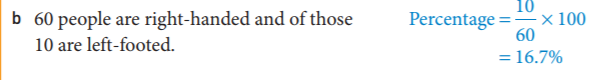 b 60 people are right-handed and of those
10 are left-footed.
Percentage = 10/60 × 100
= 16.7%